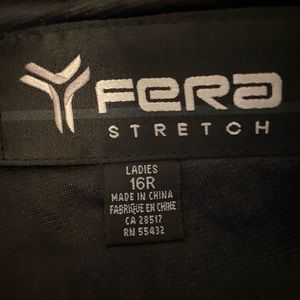 FERA
STRETCH
LADIES
16R
MADE IN CHINA
FABRIQUE EN CHINE
CA 28517
RN 55432